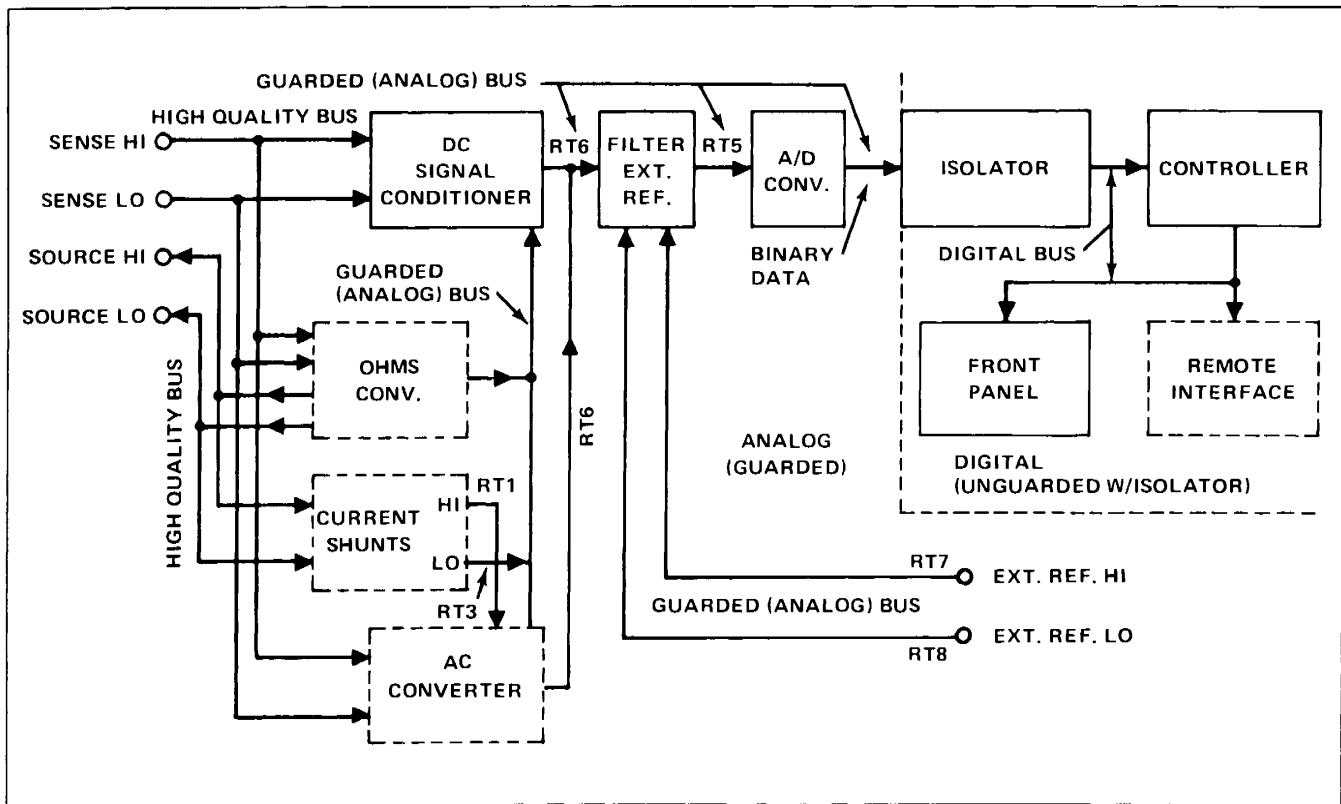 GUARDED (ANALOG) BUS
HIGH QUALITY BUS
SENSE HI
SENSE LO
SOURCE HI
SOURCE LO
DC
SIGNAL
CONDITIONER
RT6
FILTER
EXT.
REF.
RT5
A/D
CONV.
BINARY
DATA
ISOLATOR
CONTROLLER
DIGITAL BUS
GUARDED
(ANALOG) BUS
HIGH QUALITY BUS
OHMS
CONV.
RT6
FRONT
PANEL
REMOTE
INTERFACE
ANALOG
(GUARDED)
DIGITAL
(UNGUARDED W/ISOLATOR)
CURRENT
SHUNTS
HI
LO
RT1
RT3
AC
CONVERTER
RT7
EXT. REF. HI
GUARDED (ANALOG) BUS
EXT. REF. LO
RT8